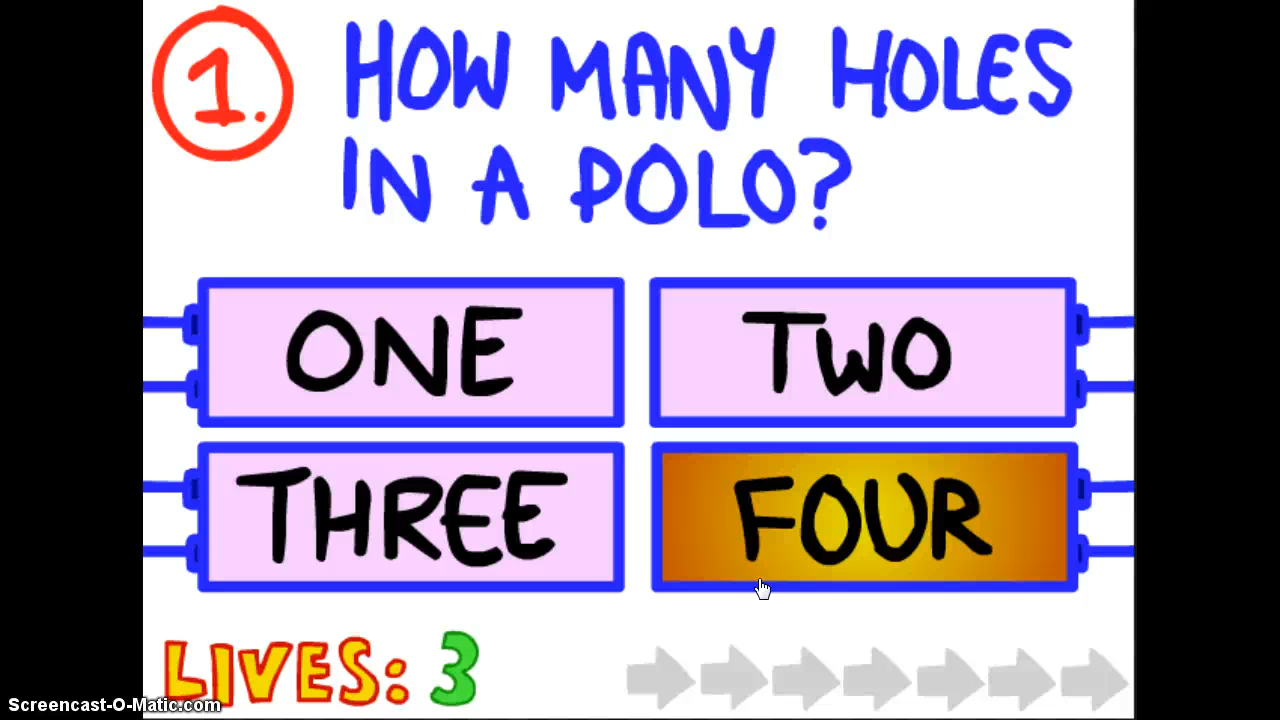 1. HOW MANY HOLES
IN A POLO?
ONE
TWO
THREE
FOUR
LIVES: 3
Screencast-O-Matic.com